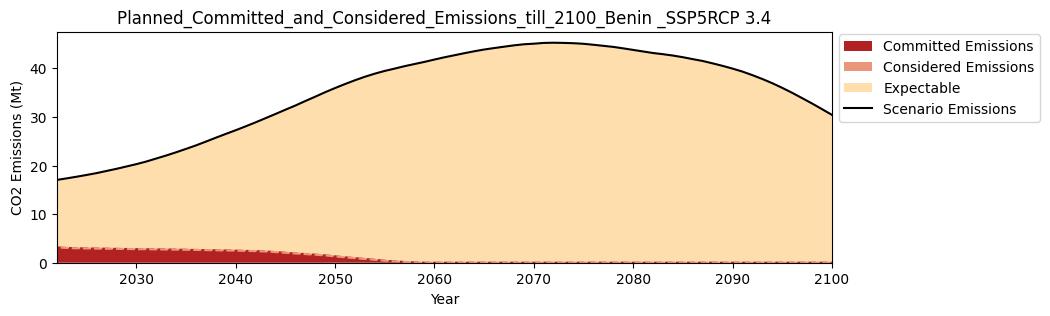 Planned_Committed_and_Considered_Emissions_till_2100_Benin _SSP5RCP 3.4
CO2 Emissions (Mt)
40
30
20
10
0
2030 2040 2050 2060 2070 2080 2090 2100
Year
Committed Emissions
Considered Emissions
Expectable
Scenario Emissions